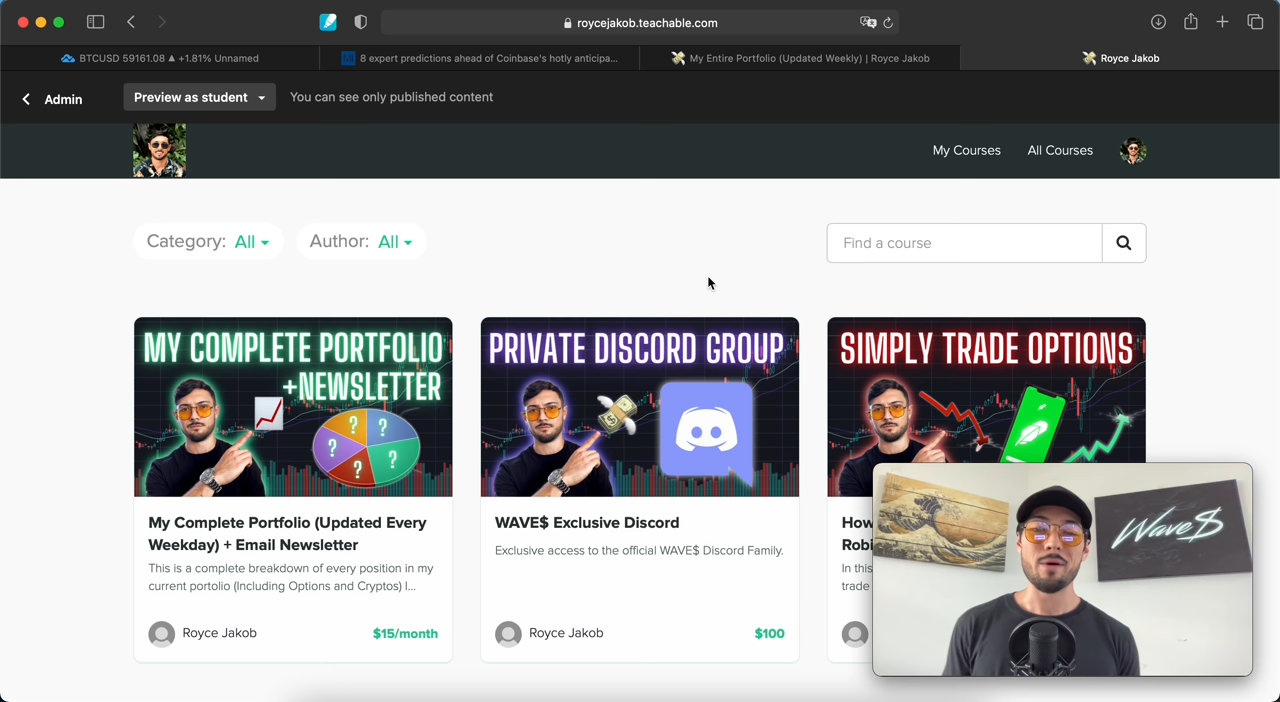 roycejakob.teachable.com
BTCUSD 59161.08 ▲ +1.81% Unnamed
8 expert predictions ahead of Coinbase's hotly anticipa...
My Entire Portfolio (Updated Weekly) | Royce Jakob
Royce Jakob
Admin
Preview as student
You can see only published content
My Courses
All Courses
Category: All
Author: All
Find a course
MY COMPLETE PORTFOLIO
+NEWSLETTER
? ? ? ? ?
My Complete Portfolio (Updated Every
Weekday) + Email Newsletter
This is a complete breakdown of every position in my
current portolio (Including Options and Cryptos) I...
Royce Jakob
$15/month
PRIVATE DISCORD GROUP
WAVE$ Exclusive Discord
Exclusive access to the official WAVE$ Discord Family.
Royce Jakob
$100
SIMPLY TRADE OPTIONS
How
Robi
In this
trade
Wave$